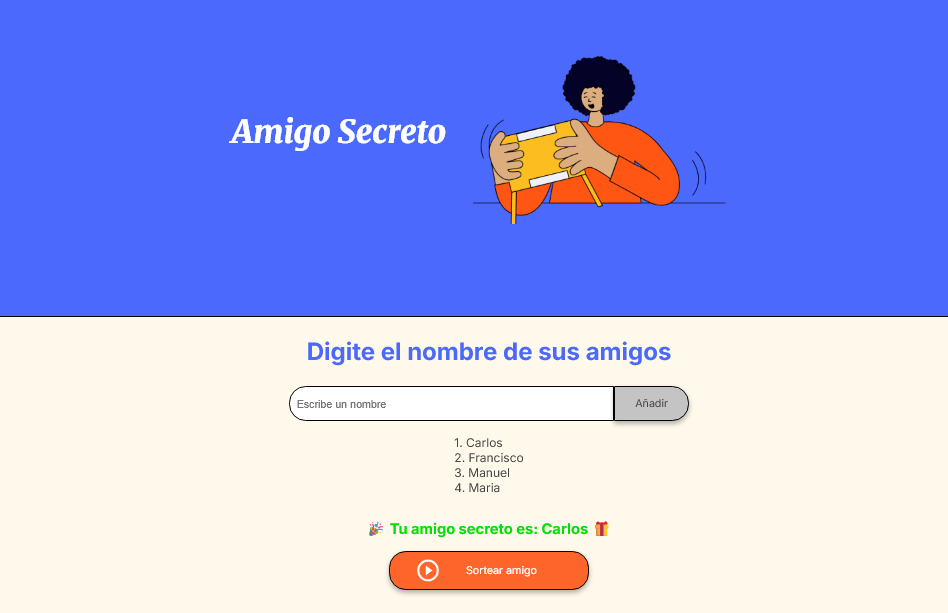 Amigo Secreto
Digite el nombre de sus amigos
Escribe un nombre
Añadir
1. Carlos
2. Francisco
3. Manuel
4. Maria
🎉 Tu amigo secreto es: Carlos 🎁
Sortear amigo